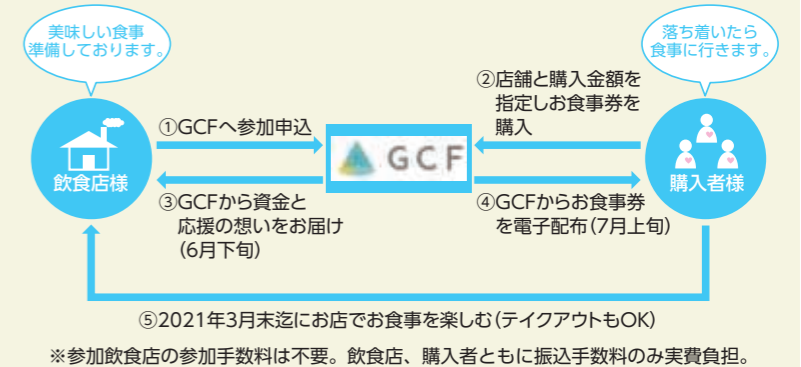 美味しい食事
準備しております。
落ち着いたら
食事に行きます。
①GCFへ参加申込
②店舗と購入金額を
指定しお食事券を
購入
GCF
飲食店様
購入者様
③GCFから資金と
応援の想いをお届け
(6月下旬)
④GCFからお食事券
を電子配布(7月上旬)
⑤2021年3月末迄にお店でお食事を楽しむ(テイクアウトもOK)
※参加飲食店の参加手数料は不要。飲食店、購入者ともに振込手数料のみ実費負担。